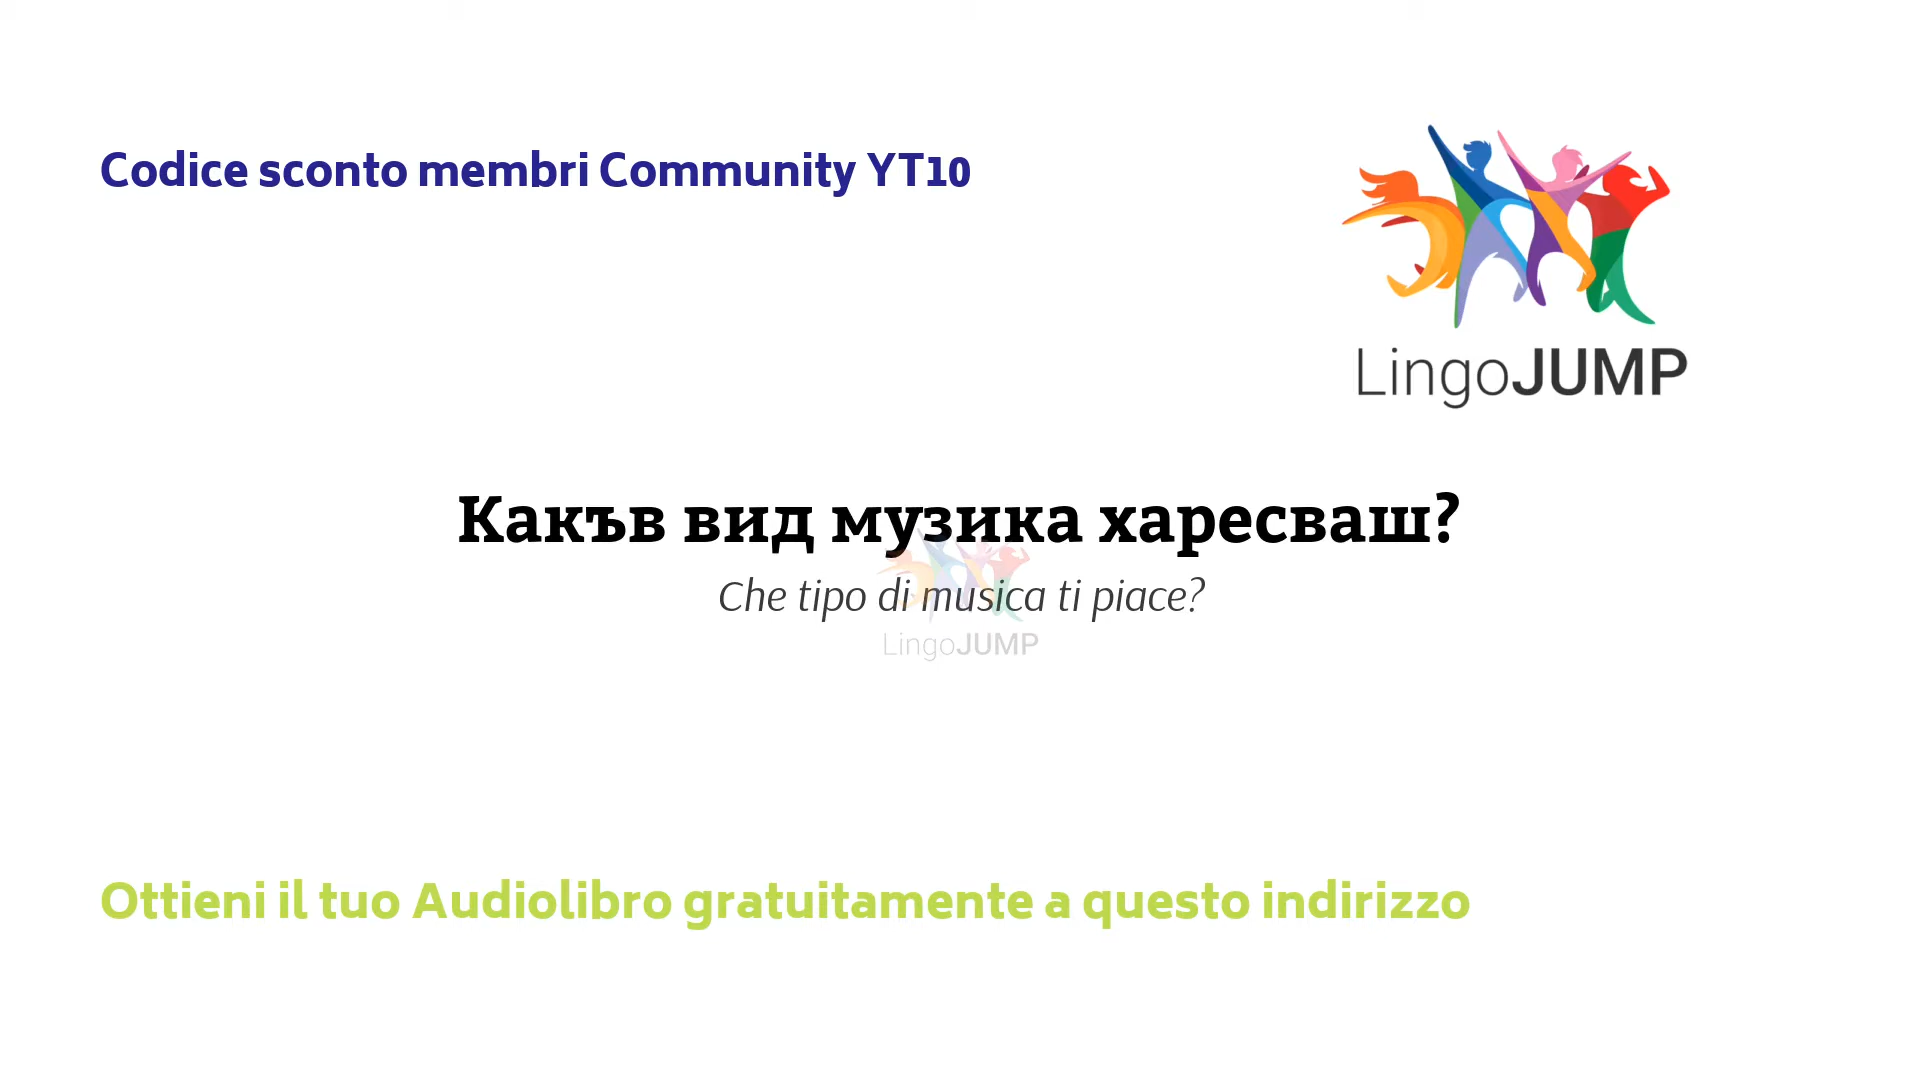 Codice sconto membri Community YT10
LingoJUMP
Какъв вид музика харесваш?
Che tipo di musica ti piace?
LingoJUMP
Ottieni il tuo Audiolibro gratuitamente a questo indirizzo